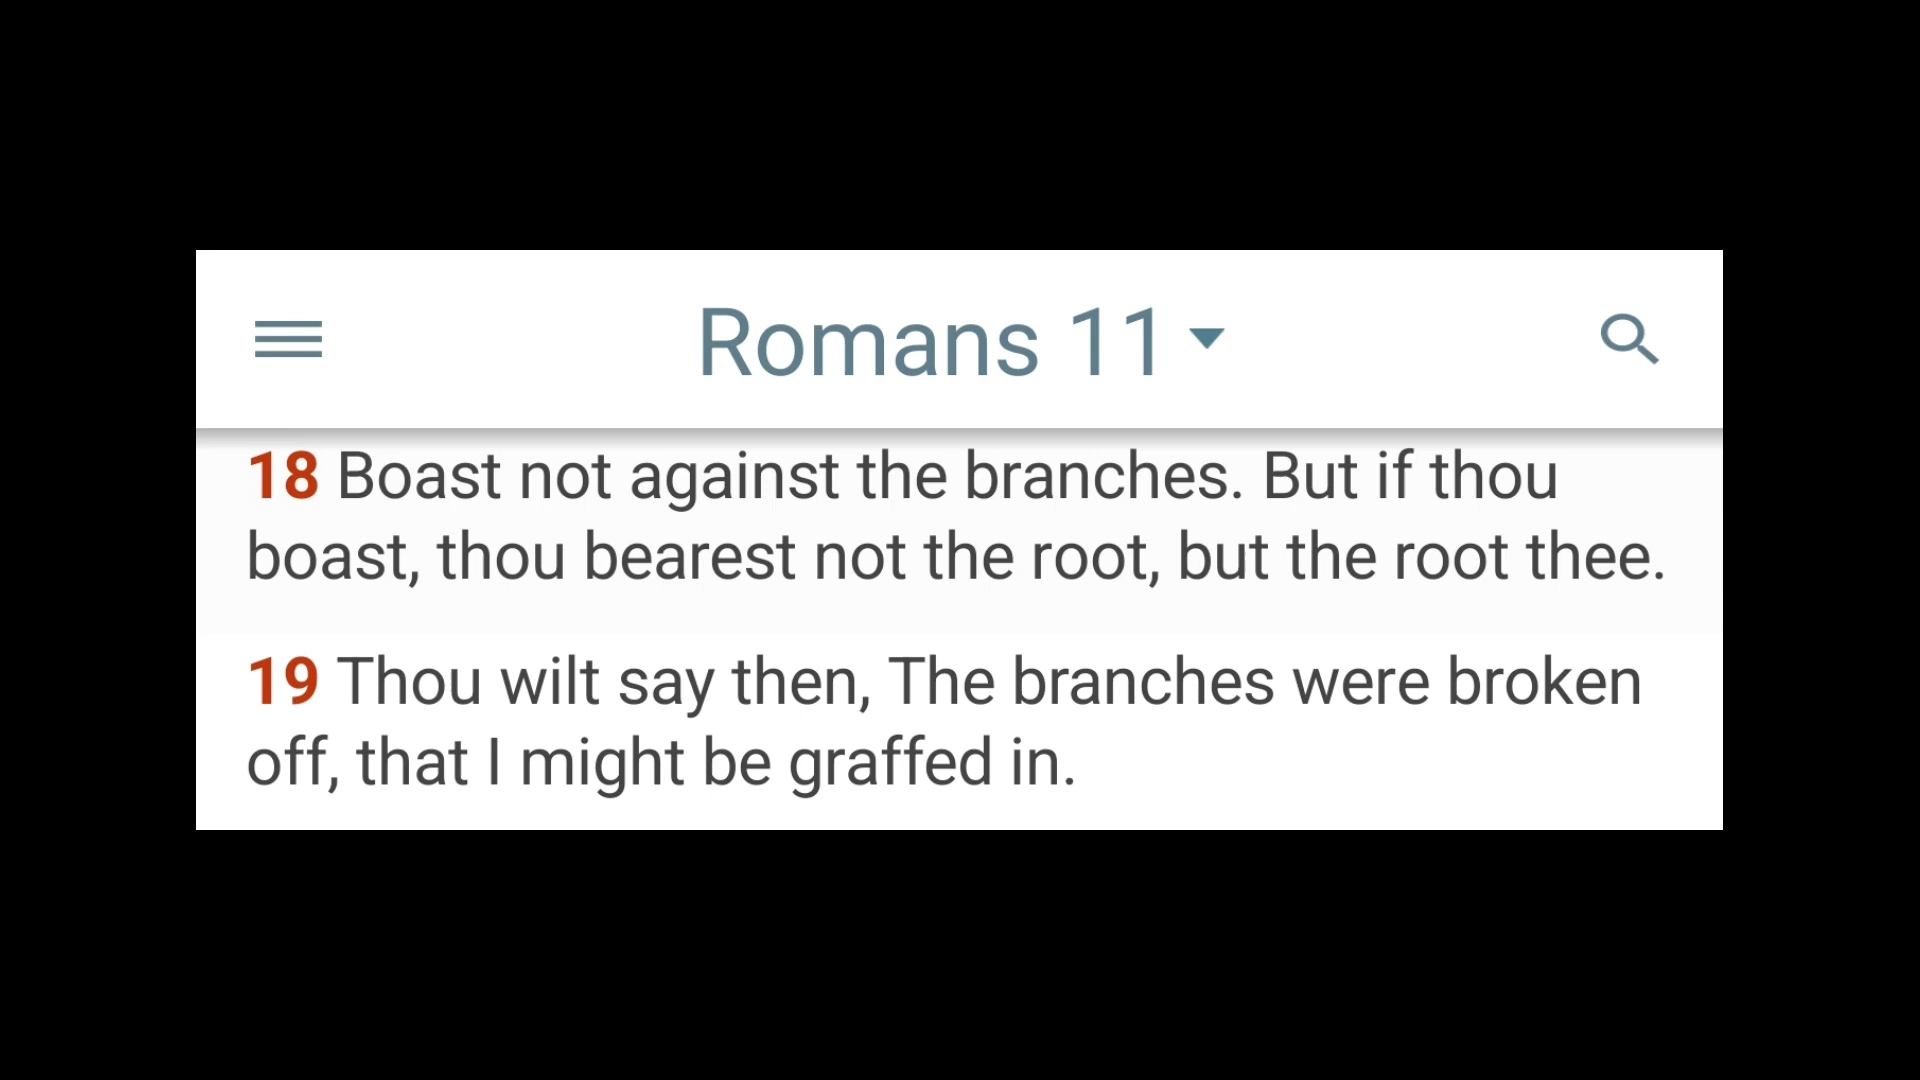 Romans 11
18 Boast not against the branches. But if thou
boast, thou bearest not the root, but the root thee.
19 Thou wilt say then, The branches were broken
off, that I might be graffed in.